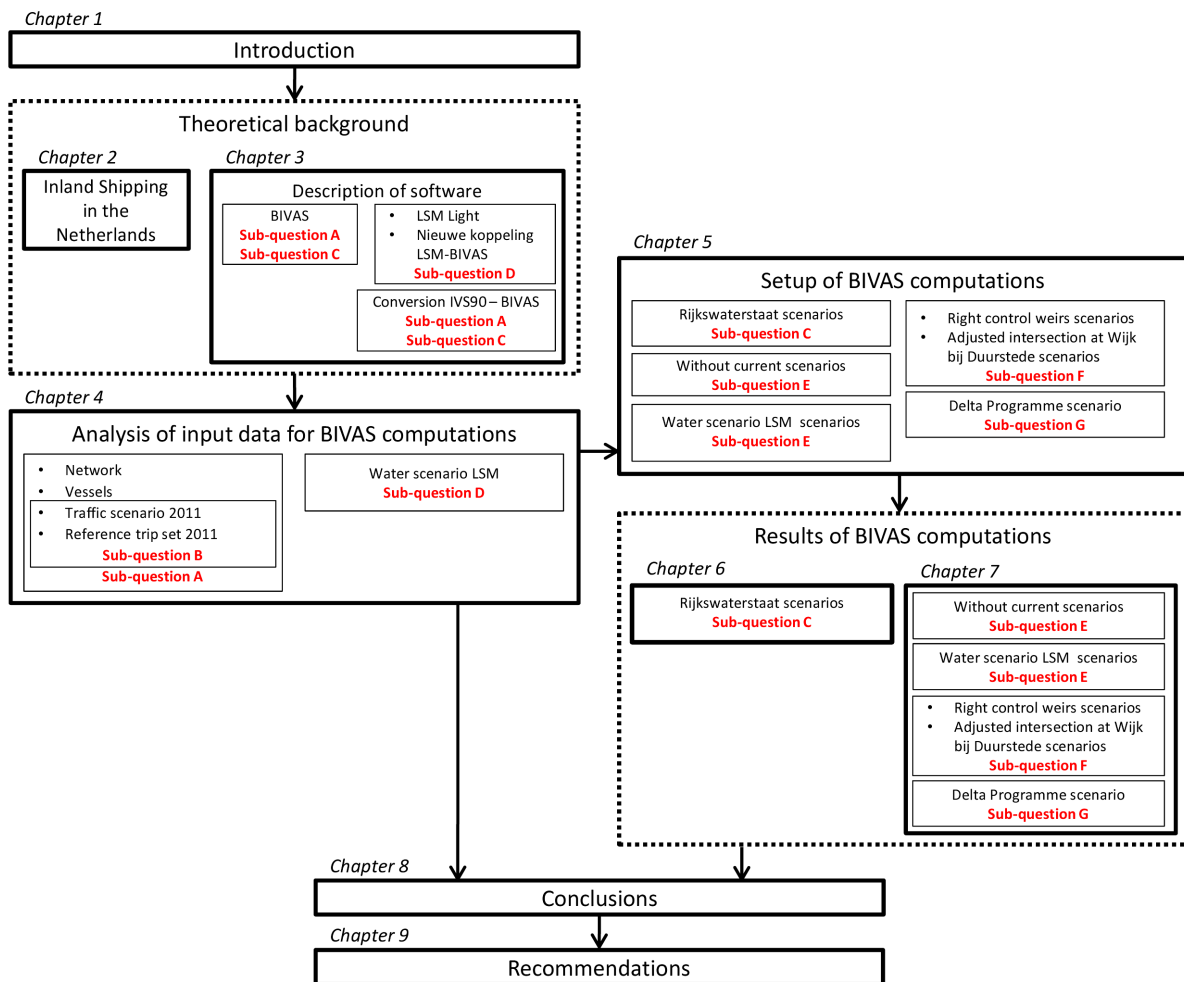 Chapter 1
Introduction
Theoretical background
Chapter 2
Inland Shipping
in the
Netherlands
Chapter 3
Description of software
BIVAS
Sub-question A
Sub-question C
• LSM Light
• Nieuwe koppeling
LSM-BIVAS
Sub-question D
Conversion IVS90 – BIVAS
Sub-question A
Sub-question C
Chapter 4
Analysis of input data for BIVAS computations
• Network
• Vessels
• Traffic scenario 2011
• Reference trip set 2011
Sub-question B
Sub-question A
Water scenario LSM
Sub-question D
Chapter 5
Setup of BIVAS computations
Rijkswaterstaat scenarios
Sub-question C
Without current scenarios
Sub-question E
Water scenario LSM scenarios
Sub-question E
• Right control weirs scenarios
• Adjusted intersection at Wijk
bij Duurstede scenarios
Sub-question F
Delta Programme scenario
Sub-question G
Results of BIVAS computations
Chapter 6
Rijkswaterstaat scenarios
Sub-question C
Chapter 7
Without current scenarios
Sub-question E
Water scenario LSM scenarios
Sub-question E
• Right control weirs scenarios
• Adjusted intersection at Wijk
bij Duurstede scenarios
Sub-question F
Delta Programme scenario
Sub-question G
Chapter 8
Conclusions
Chapter 9
Recommendations